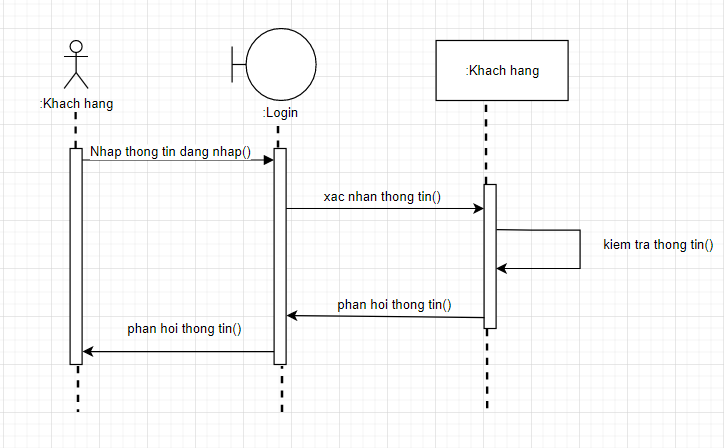 :Khach hang
:Login
:Khach hang
Nhap thong tin dang nhap()
xac nhan thong tin()
kiem tra thong tin()
phan hoi thong tin()
phan hoi thong tin()